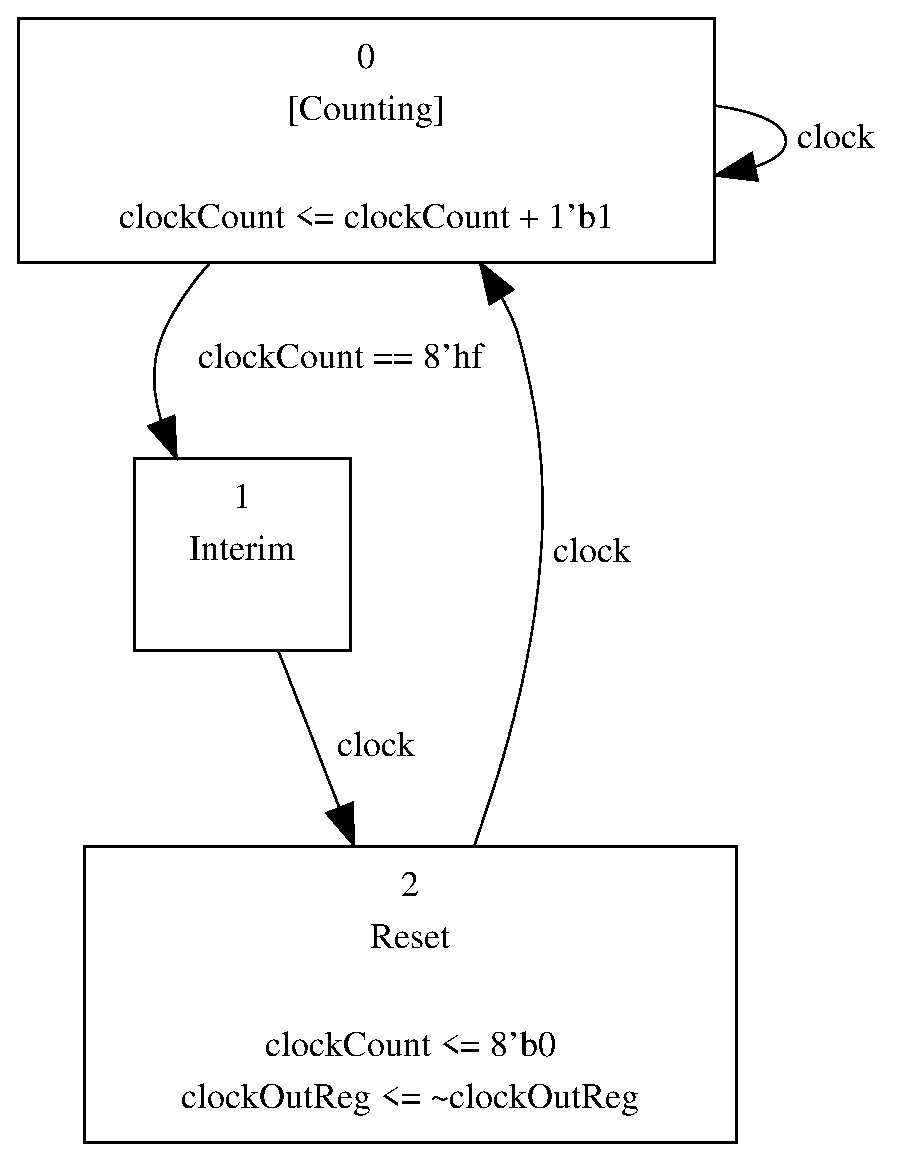 0
[Counting]
clockCount <= clockCount + 1’b1
clock
clockCount == 8’hf
1
Interim
clock
clock
2
Reset
clockCount <= 8’b0
clockOutReg <= ~clockOutReg